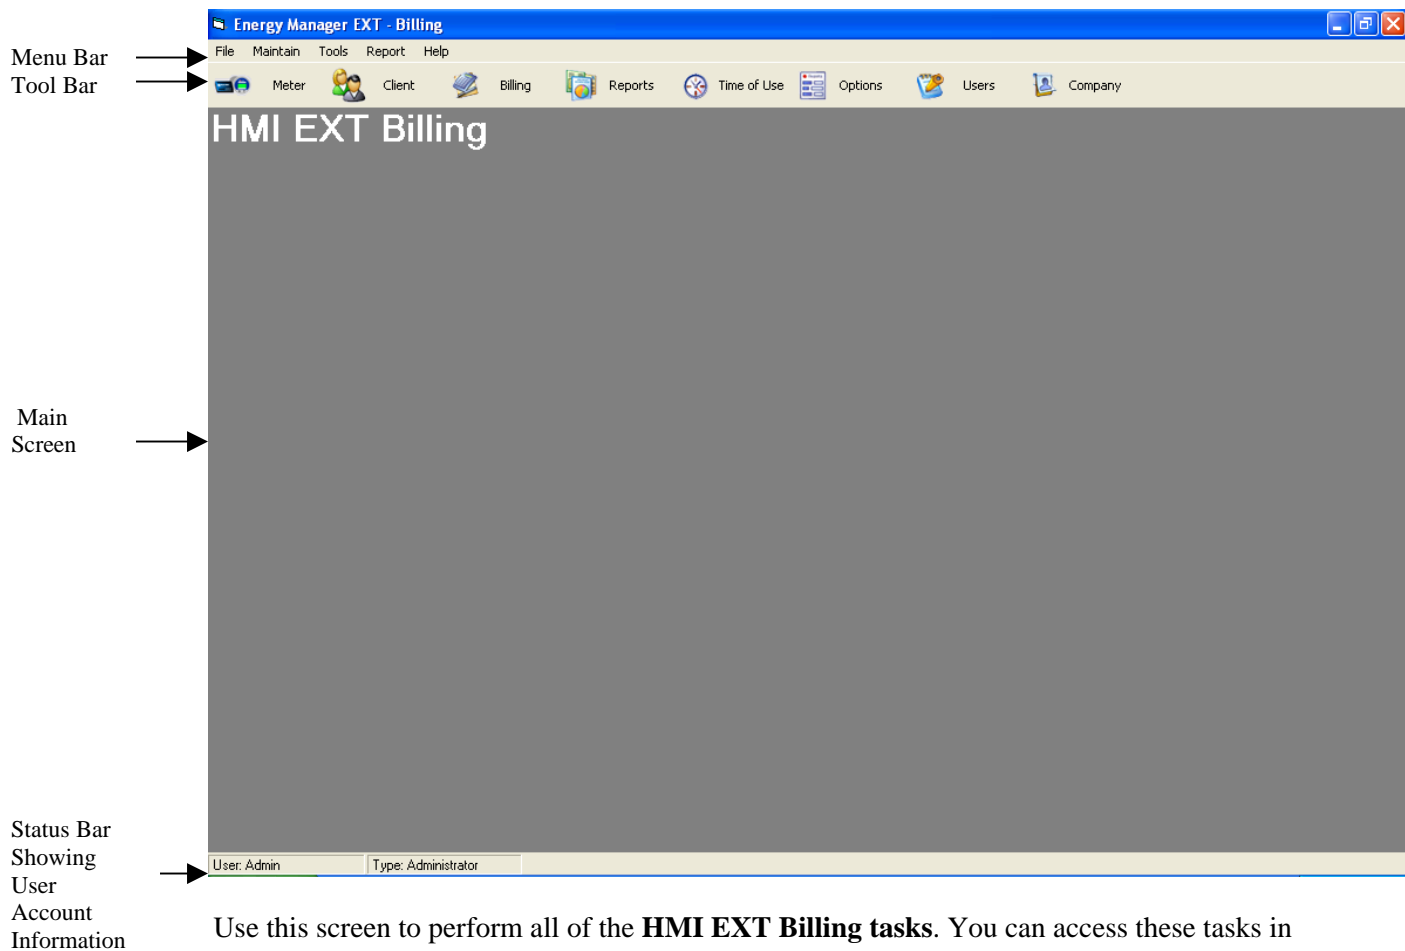 Energy Manager EXT - Billing
File Maintain Tools Report Help
Menu Bar
Tool Bar
Meter Client Billing Reports Time of Use Options Users Company
HMI EXT Billing
Main
Screen
Status Bar
Showing
User
Account
Information
User: Admin Type: Administrator
Use this screen to perform all of the HMI EXT Billing tasks. You can access these tasks in